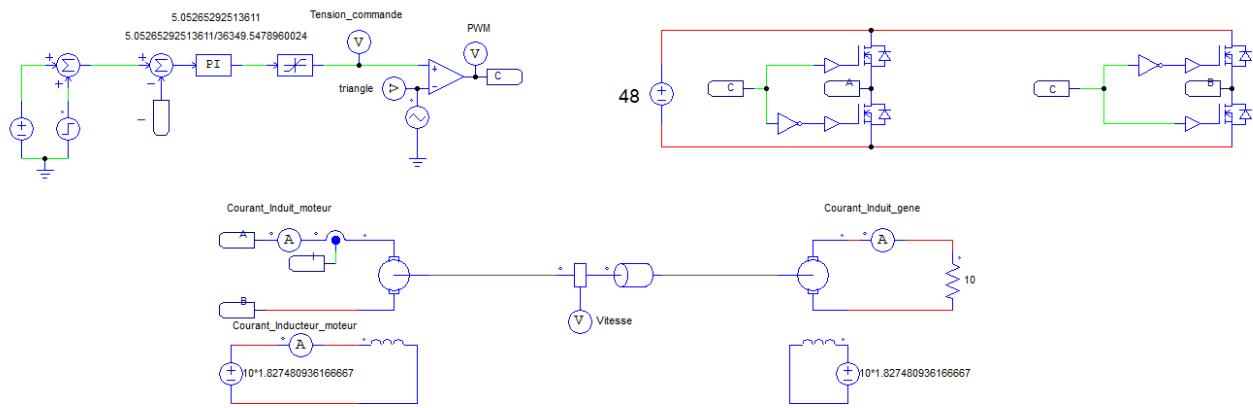 5.05265292513611
5.05265292513611/36349.5478960024
Tension_commande
V
PWM
V
PI
C
triangle
V
48
C
A
C
B
Courant_Induit_moteur
A
A
I
B
V
Vitesse
Courant_Induit_gene
A
10
Courant_Inducteur_moteur
A
10*1.827480936166667
10*1.827480936166667